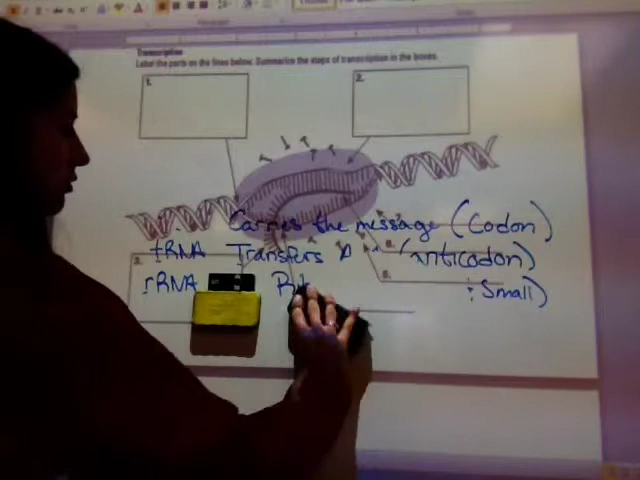 Transcription
Label the parts on the lines below. Summarize the steps of transcription in the boxes.
1.
2.
Carries the message (Codon)
tRNA Transfers (Anticodon)
3.
rRNA Small)